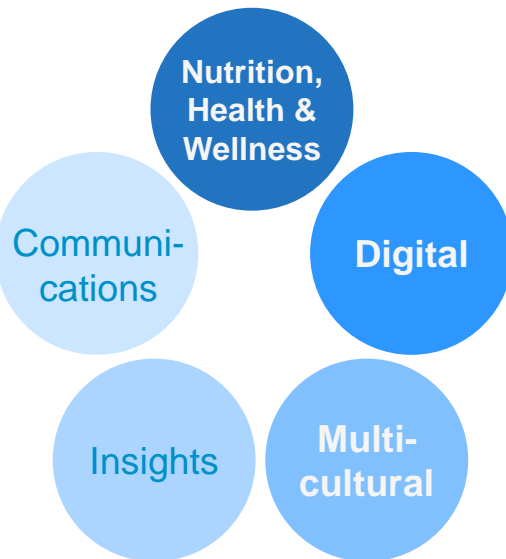 Nutrition,
Health &
Wellness
Communi-
cations
Digital
Insights
Multi-
cultural